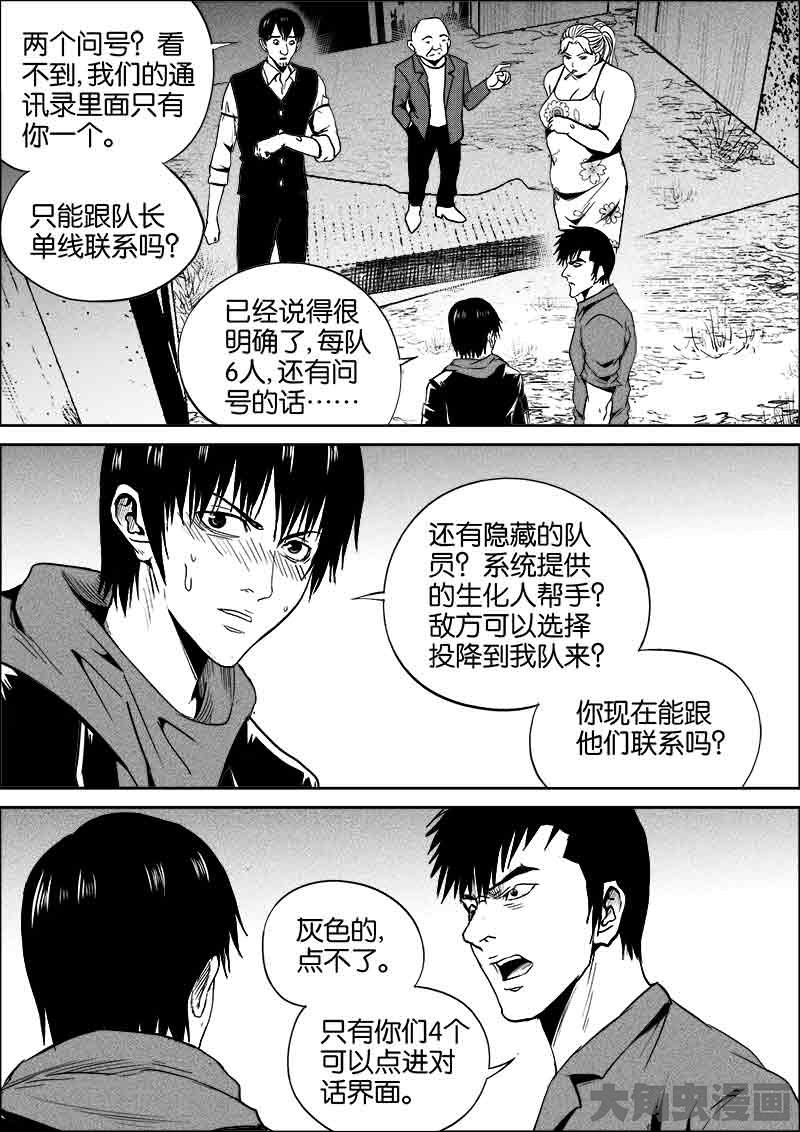 两个问号？看
不到，我们的通
讯录里面只有
你一个。
只能跟队长
单线联系吗？
已经说得很
明确了，每队
6人，还有问
号的话……
还有隐藏的队
员？系统提供
的生化人帮手？
敌方可以选择
投降到我队来？
你现在能跟
他们联系吗？
灰色的，
点不了。
只有你们4个
可以点进对
话界面。
大角虫漫画